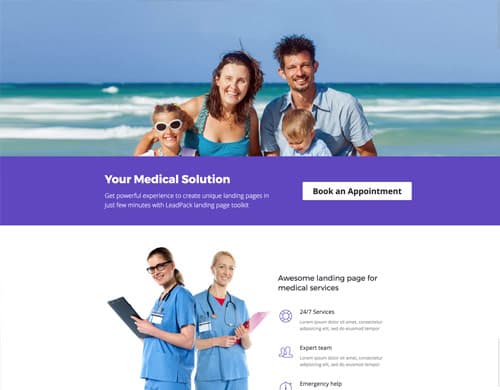 Your Medical Solution
Get powerful experience to create unique landing pages in
just few minutes with LeadPack landing page toolkit
Book an Appointment
Awesome landing page for
medical services
24/7 Services
Lorem ipsum dolor sit amet, consectetur
adipiscing elit, sed do eiusmod tempor
Expert team
Lorem ipsum dolor sit amet, consectetur
adipiscing elit, sed do eiusmod tempor
Emergency help